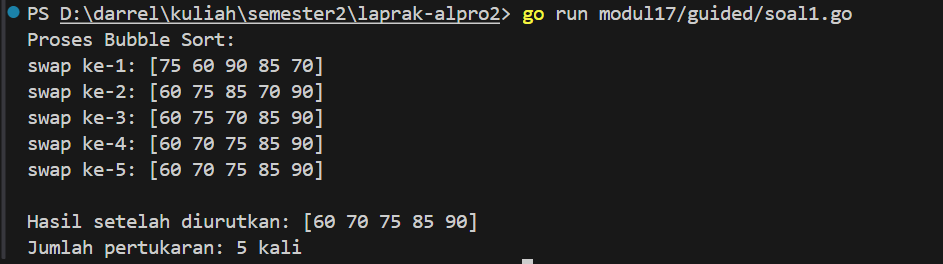 PS D:\darrel\kuliah\semester2\laprak-alpro2> go run modul17/guided/soal1.go
Proses Bubble Sort:
swap ke-1: [75 60 90 85 70]
swap ke-2: [60 75 85 70 90]
swap ke-3: [60 75 70 85 90]
swap ke-4: [60 70 75 85 90]
swap ke-5: [60 70 75 85 90]

Hasil setelah diurutkan: [60 70 75 85 90]
Jumlah pertukaran: 5 kali